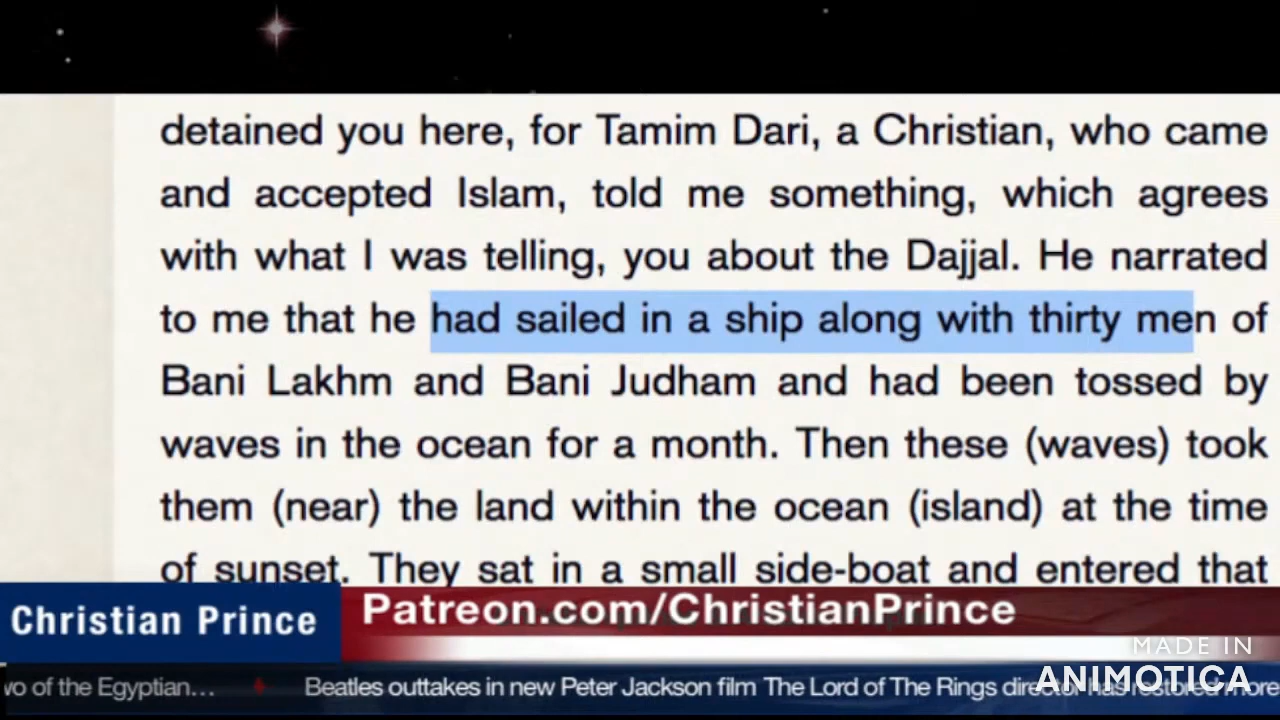 detained you here, for Tamim Dari, a Christian, who came
and accepted Islam, told me something, which agrees
with what I was telling, you about the Dajjal. He narrated
to me that he had sailed in a ship along with thirty men of
Bani Lakhm and Bani Judham and had been tossed by
waves in the ocean for a month. Then these (waves) took
them (near) the land within the ocean (island) at the time
of sunset. They sat in a small side-boat and entered that
Christian Prince
Patreon.com/ChristianPrince
MADE IN
ANIMOTICA
of the Egyptian... Beatles outtakes in new Peter Jackson film The Lord of The Rings director has restored more